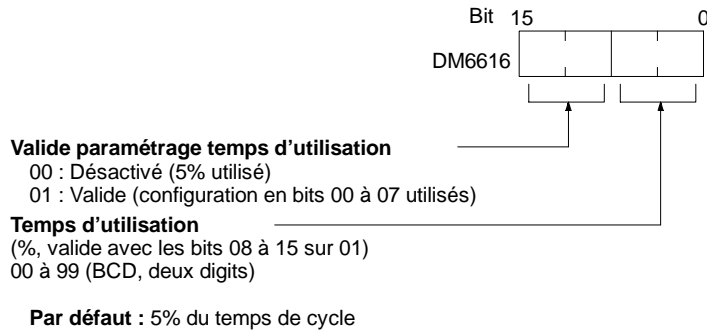 Bit 15 0
DM6616
Valide paramétrage temps d’utilisation
00 : Désactivé (5% utilisé)
01 : Valide (configuration en bits 00 à 07 utilisés)
Temps d’utilisation
(%, valide avec les bits 08 à 15 sur 01)
00 à 99 (BCD, deux digits)
Par défaut : 5% du temps de cycle